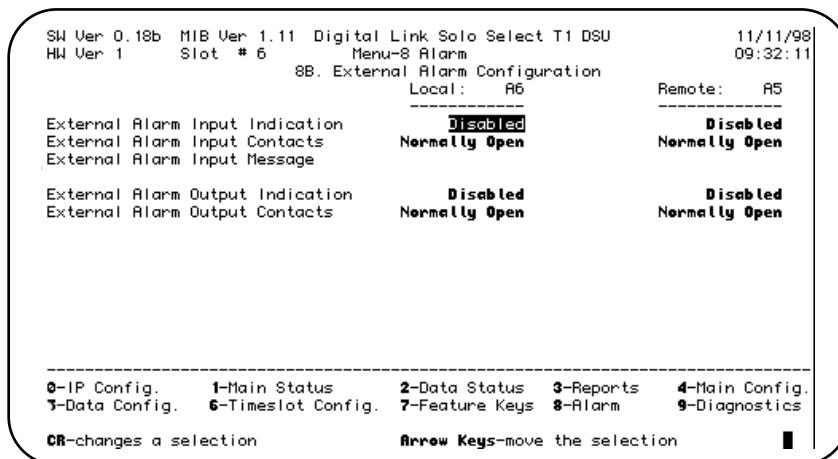 SW Ver 0.18b MIB Ver 1.11 Digital Link Solo Select T1 DSU 11/11/98
HW Ver 1 Slot # 6 Menu-8 Alarm 09:32:11
8B. External Alarm Configuration
Local: A6 Remote: A5
------------- --------------
External Alarm Input Indication Disabled Disabled
External Alarm Input Contacts Normally Open Normally Open
External Alarm Input Message
External Alarm Output Indication Disabled Disabled
External Alarm Output Contacts Normally Open Normally Open
--------------------------------------------------------------------------------
0-IP Config. 1-Main Status 2-Data Status 3-Reports 4-Main Config.
5-Data Config. 6-Timeslot Config. 7-Feature Keys 8-Alarm 9-Diagnostics
CR-changes a selection Arrow Keys-move the selection